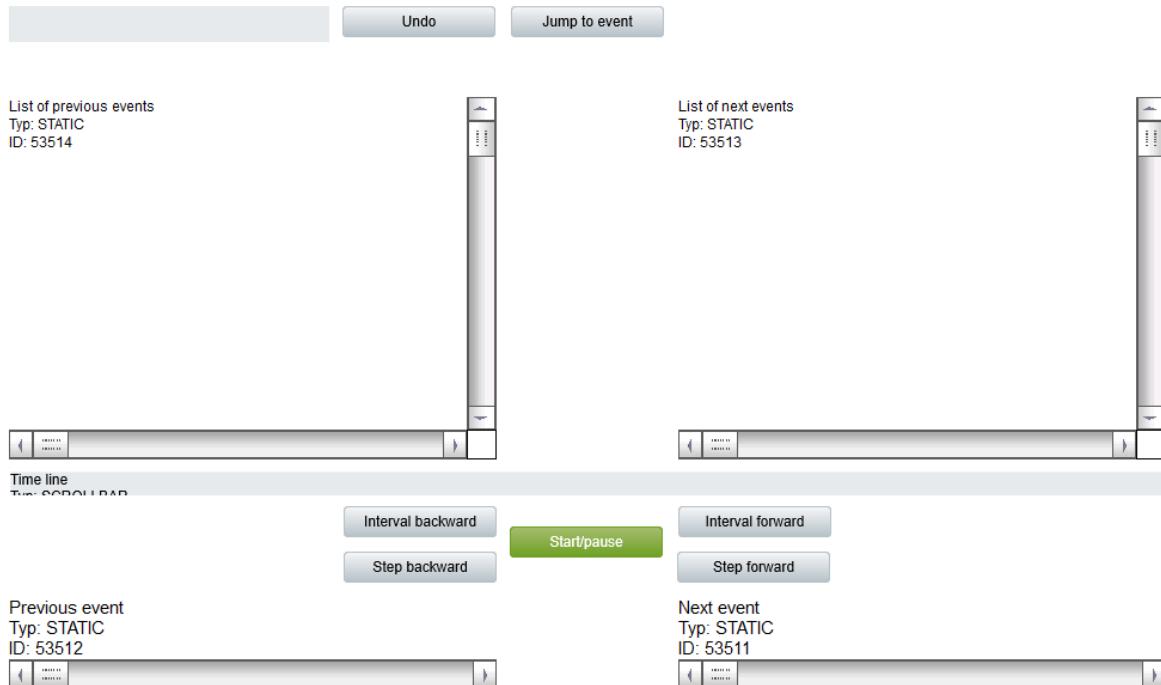 Undo
Jump to event
List of previous events
Typ: STATIC
ID: 53514
List of next events
Typ: STATIC
ID: 53513
Time line
Typ: SCROLLBAR
Interval backward
Start/pause
Interval forward
Step backward
Step forward
Previous event
Typ: STATIC
ID: 53512
Next event
Typ: STATIC
ID: 53511